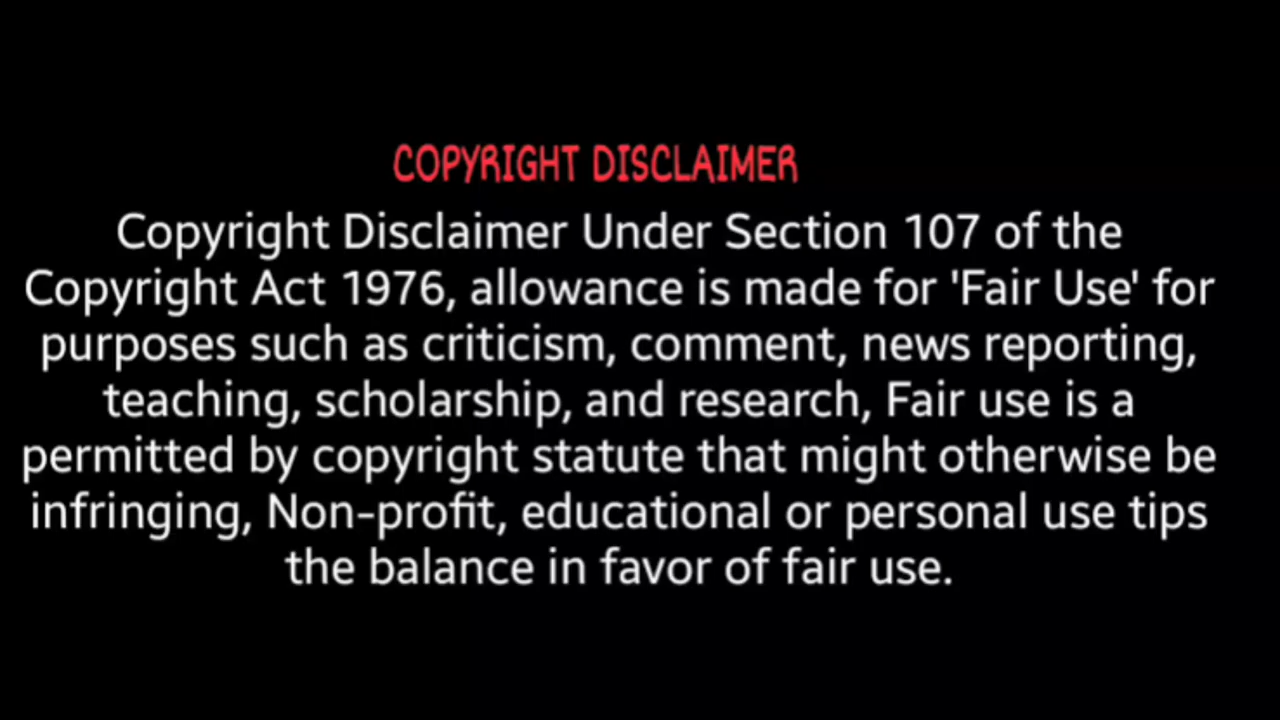 COPYRIGHT DISCLAIMER
Copyright Disclaimer Under Section 107 of the
Copyright Act 1976, allowance is made for 'Fair Use' for
purposes such as criticism, comment, news reporting,
teaching, scholarship, and research, Fair use is a
permitted by copyright statute that might otherwise be
infringing, Non-profit, educational or personal use tips
the balance in favor of fair use.